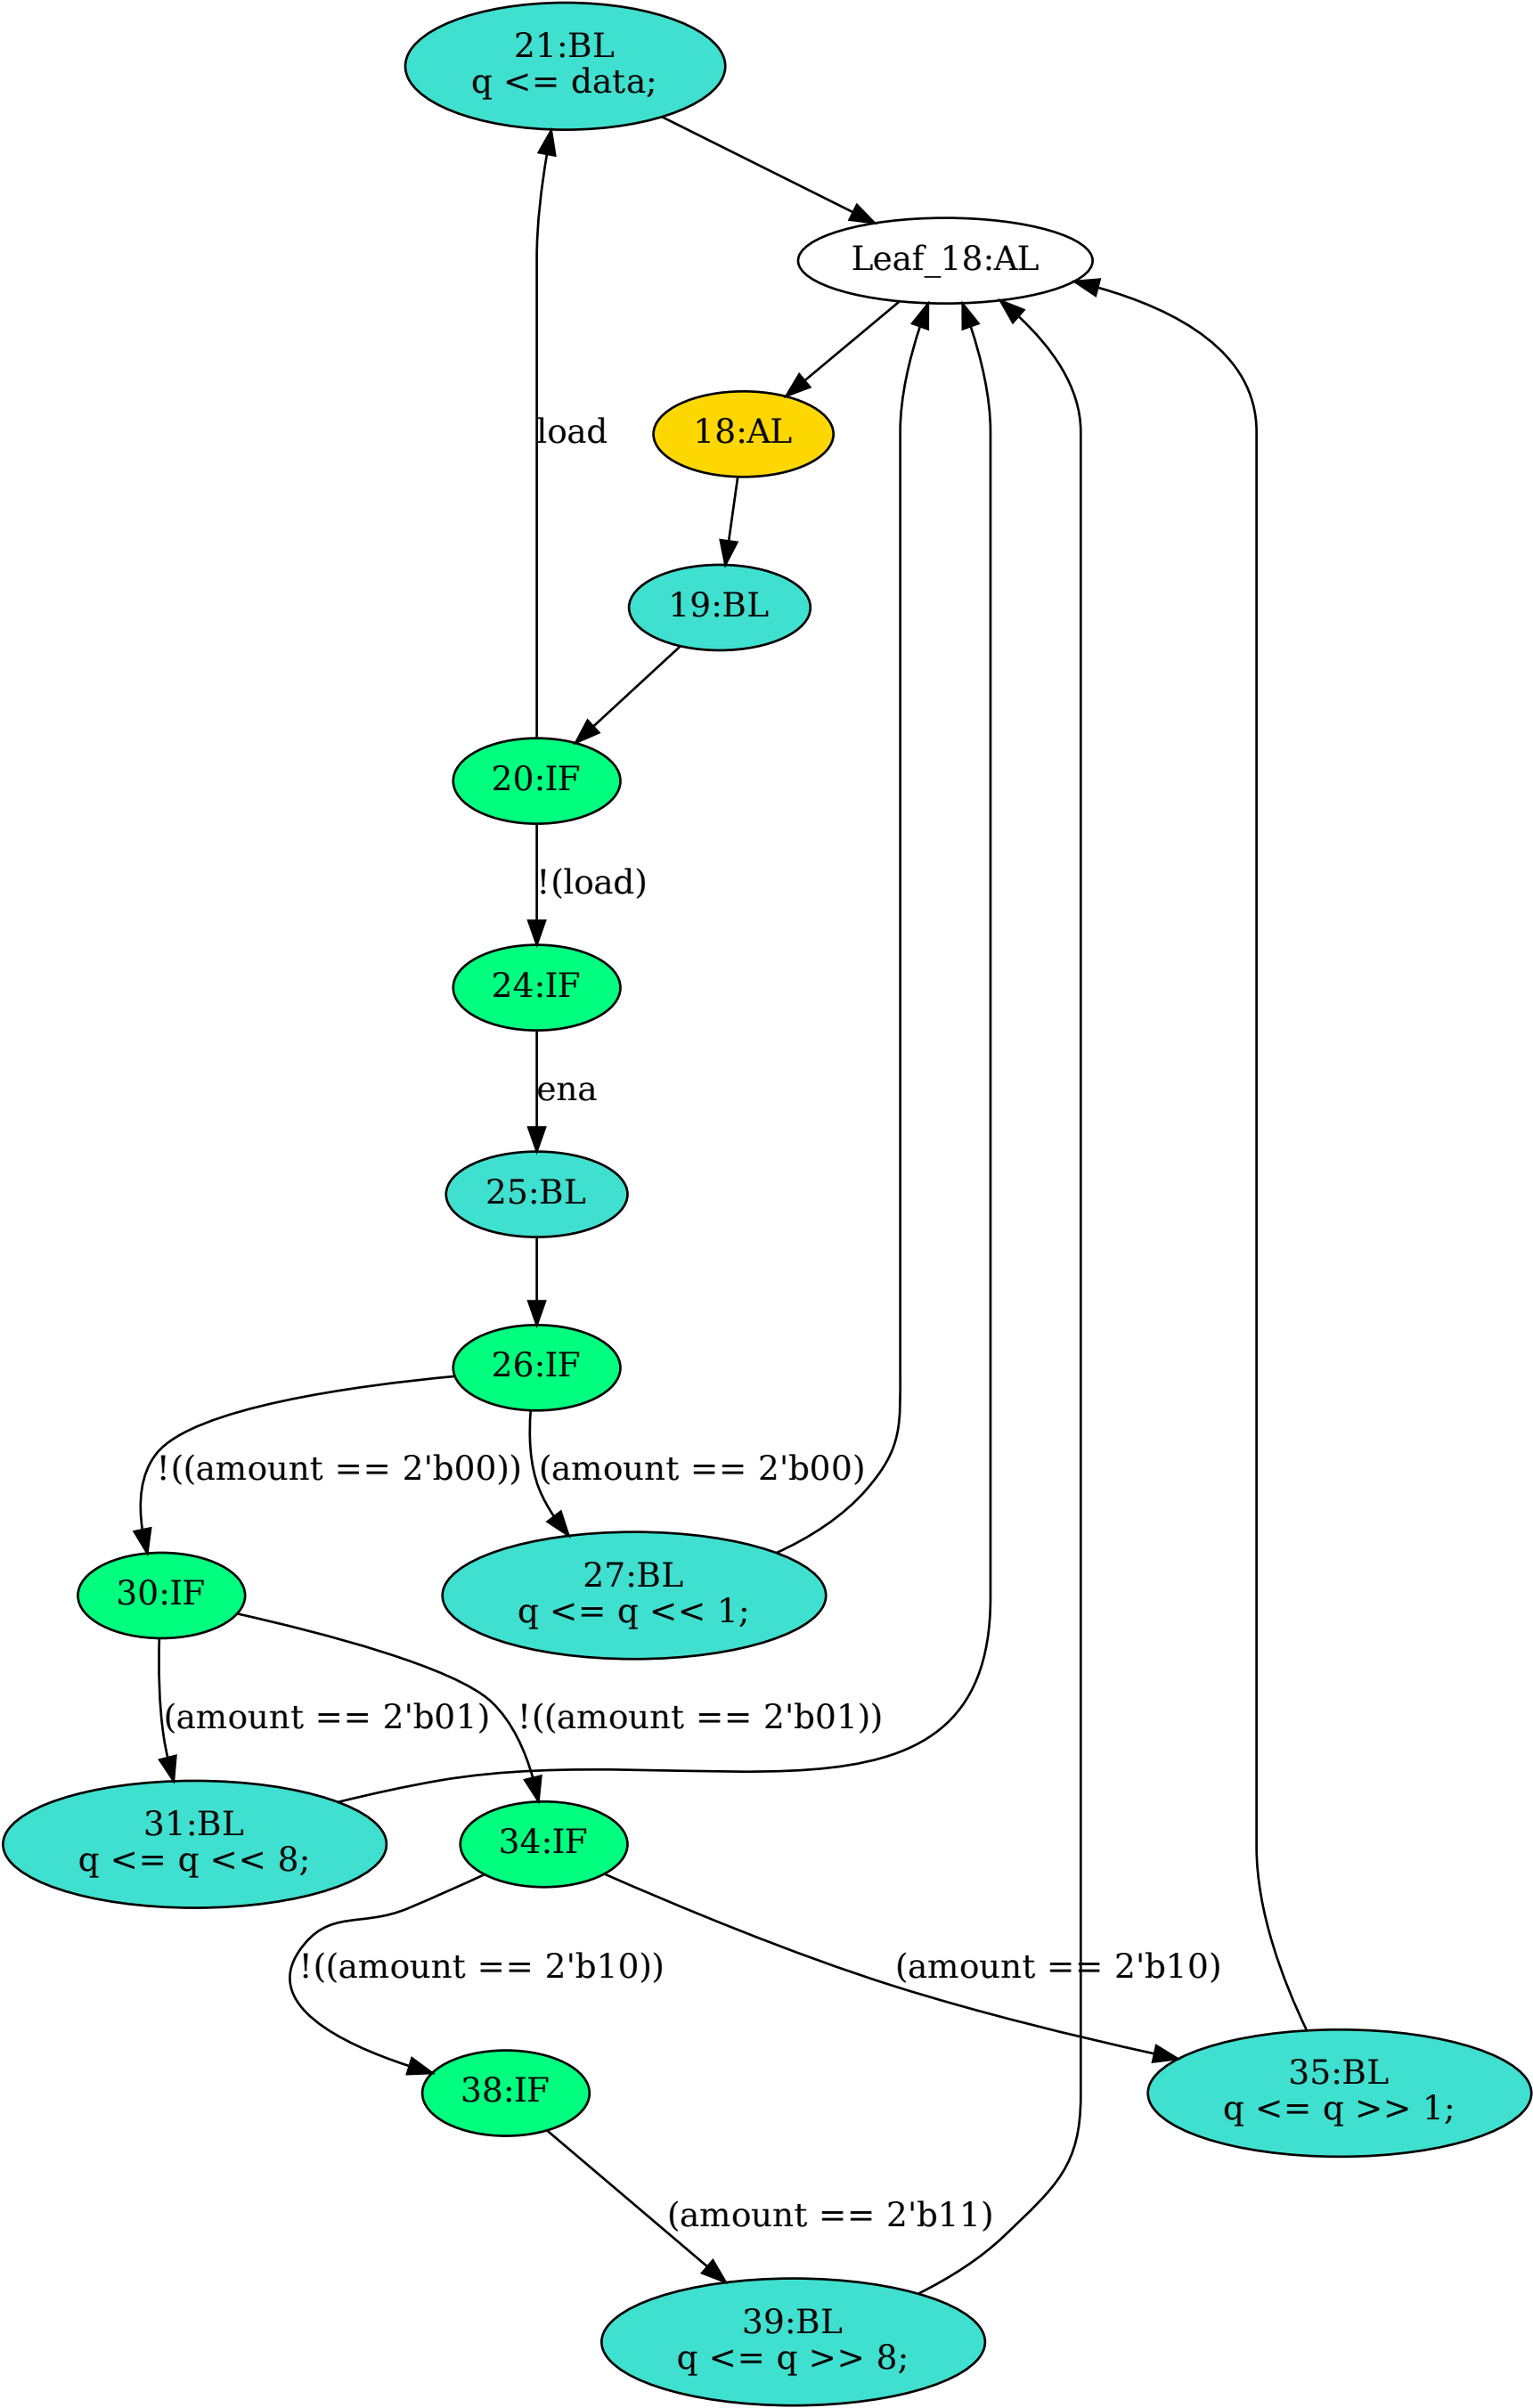 21:BL
q <= data;
Leaf_18:AL
load
18:AL
19:BL
20:IF
!(load)
24:IF
ena
25:BL
26:IF
!((amount == 2'b00))
(amount == 2'b00)
30:IF
27:BL
q <= q << 1;
(amount == 2'b01)
!((amount == 2'b01))
31:BL
q <= q << 8;
34:IF
!((amount == 2'b10))
(amount == 2'b10)
38:IF
35:BL
q <= q >> 1;
(amount == 2'b11)
39:BL
q <= q >> 8;